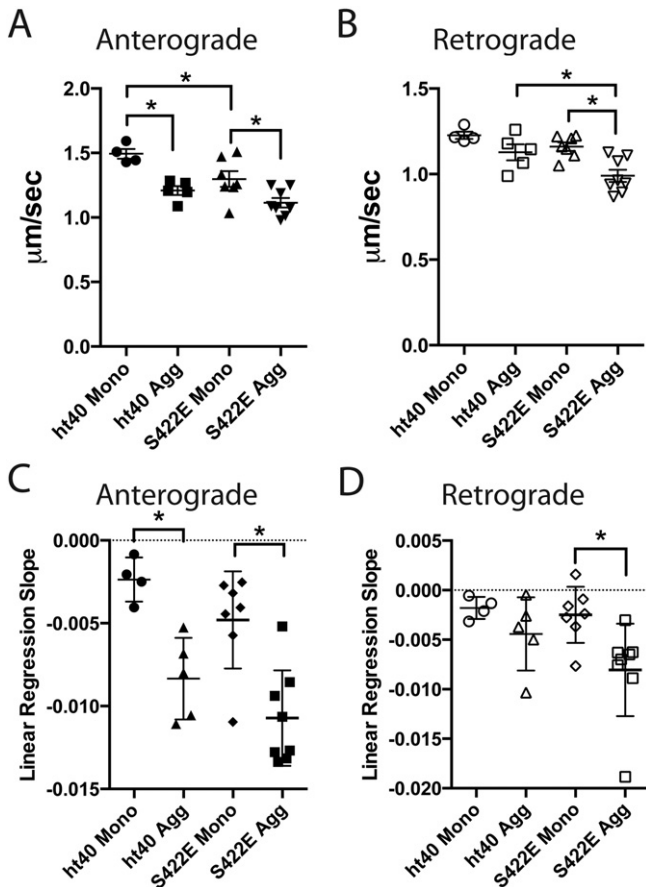 A
Anterograde
μm/sec
2.0
1.5
1.0
0.5
0.0
*
*
*
ht40 Mono
ht40 Agg
S422E Mono
S422E Agg
B
Retrograde
μm/sec
1.5
1.0
0.5
0.0
*
*
ht40 Mono
ht40 Agg
S422E Mono
S422E Agg
C
Anterograde
Linear Regression Slope
0.000
-0.005
-0.010
-0.015
*
*
ht40 Mono
ht40 Agg
S422E Mono
S422E Agg
D
Retrograde
Linear Regression Slope
0.005
0.000
-0.005
-0.010
-0.015
-0.020
*
ht40 Mono
ht40 Agg
S422E Mono
S422E Agg